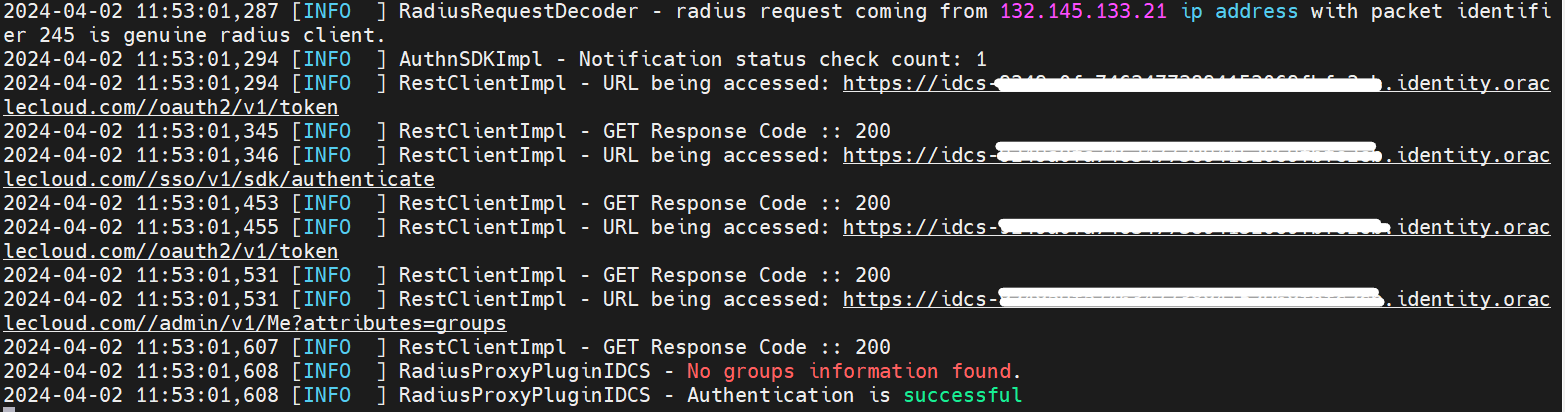 2024-04-02 11:53:01,287 [INFO  ] RadiusRequestDecoder - radius request coming from 132.145.133.21 ip address with packet identifi
er 245 is genuine radius client.
2024-04-02 11:53:01,294 [INFO  ] AuthnSDKImpl - Notification status check count: 1
2024-04-02 11:53:01,294 [INFO  ] RestClientImpl - URL being accessed: https://idcs- .identity.orac
lecloud.com//oauth2/v1/token
2024-04-02 11:53:01,345 [INFO  ] RestClientImpl - GET Response Code :: 200
2024-04-02 11:53:01,346 [INFO  ] RestClientImpl - URL being accessed: https://idcs- .identity.orac
lecloud.com//sso/v1/sdk/authenticate
2024-04-02 11:53:01,453 [INFO  ] RestClientImpl - GET Response Code :: 200
2024-04-02 11:53:01,455 [INFO  ] RestClientImpl - URL being accessed: https://idcs- .identity.orac
lecloud.com//oauth2/v1/token
2024-04-02 11:53:01,531 [INFO  ] RestClientImpl - GET Response Code :: 200
2024-04-02 11:53:01,531 [INFO  ] RestClientImpl - URL being accessed: https://idcs- .identity.orac
lecloud.com//admin/v1/Me?attributes=groups
2024-04-02 11:53:01,607 [INFO  ] RestClientImpl - GET Response Code :: 200
2024-04-02 11:53:01,608 [INFO  ] RadiusProxyPluginIDCS - No groups information found.
2024-04-02 11:53:01,608 [INFO  ] RadiusProxyPluginIDCS - Authentication is successful